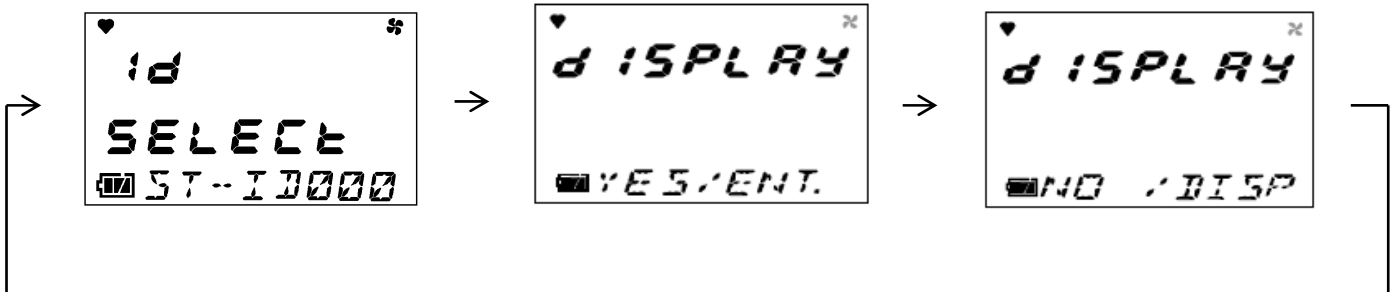 id
SELECt
ST-ID000
dISPLAY
YES/ENT.
dISPLAY
NO /DISP